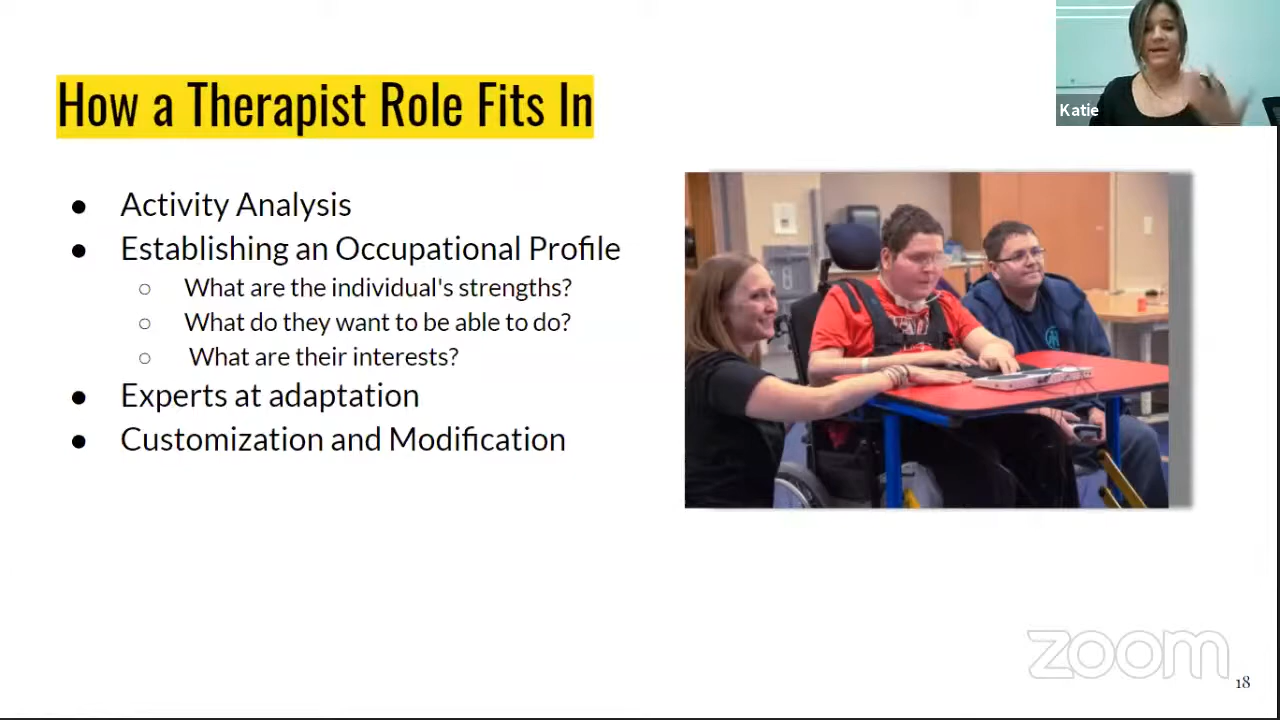 How a Therapist Role Fits In
Katie
● Activity Analysis
● Establishing an Occupational Profile
○ What are the individual's strengths?
○ What do they want to be able to do?
○ What are their interests?
● Experts at adaptation
● Customization and Modification
zoom
18